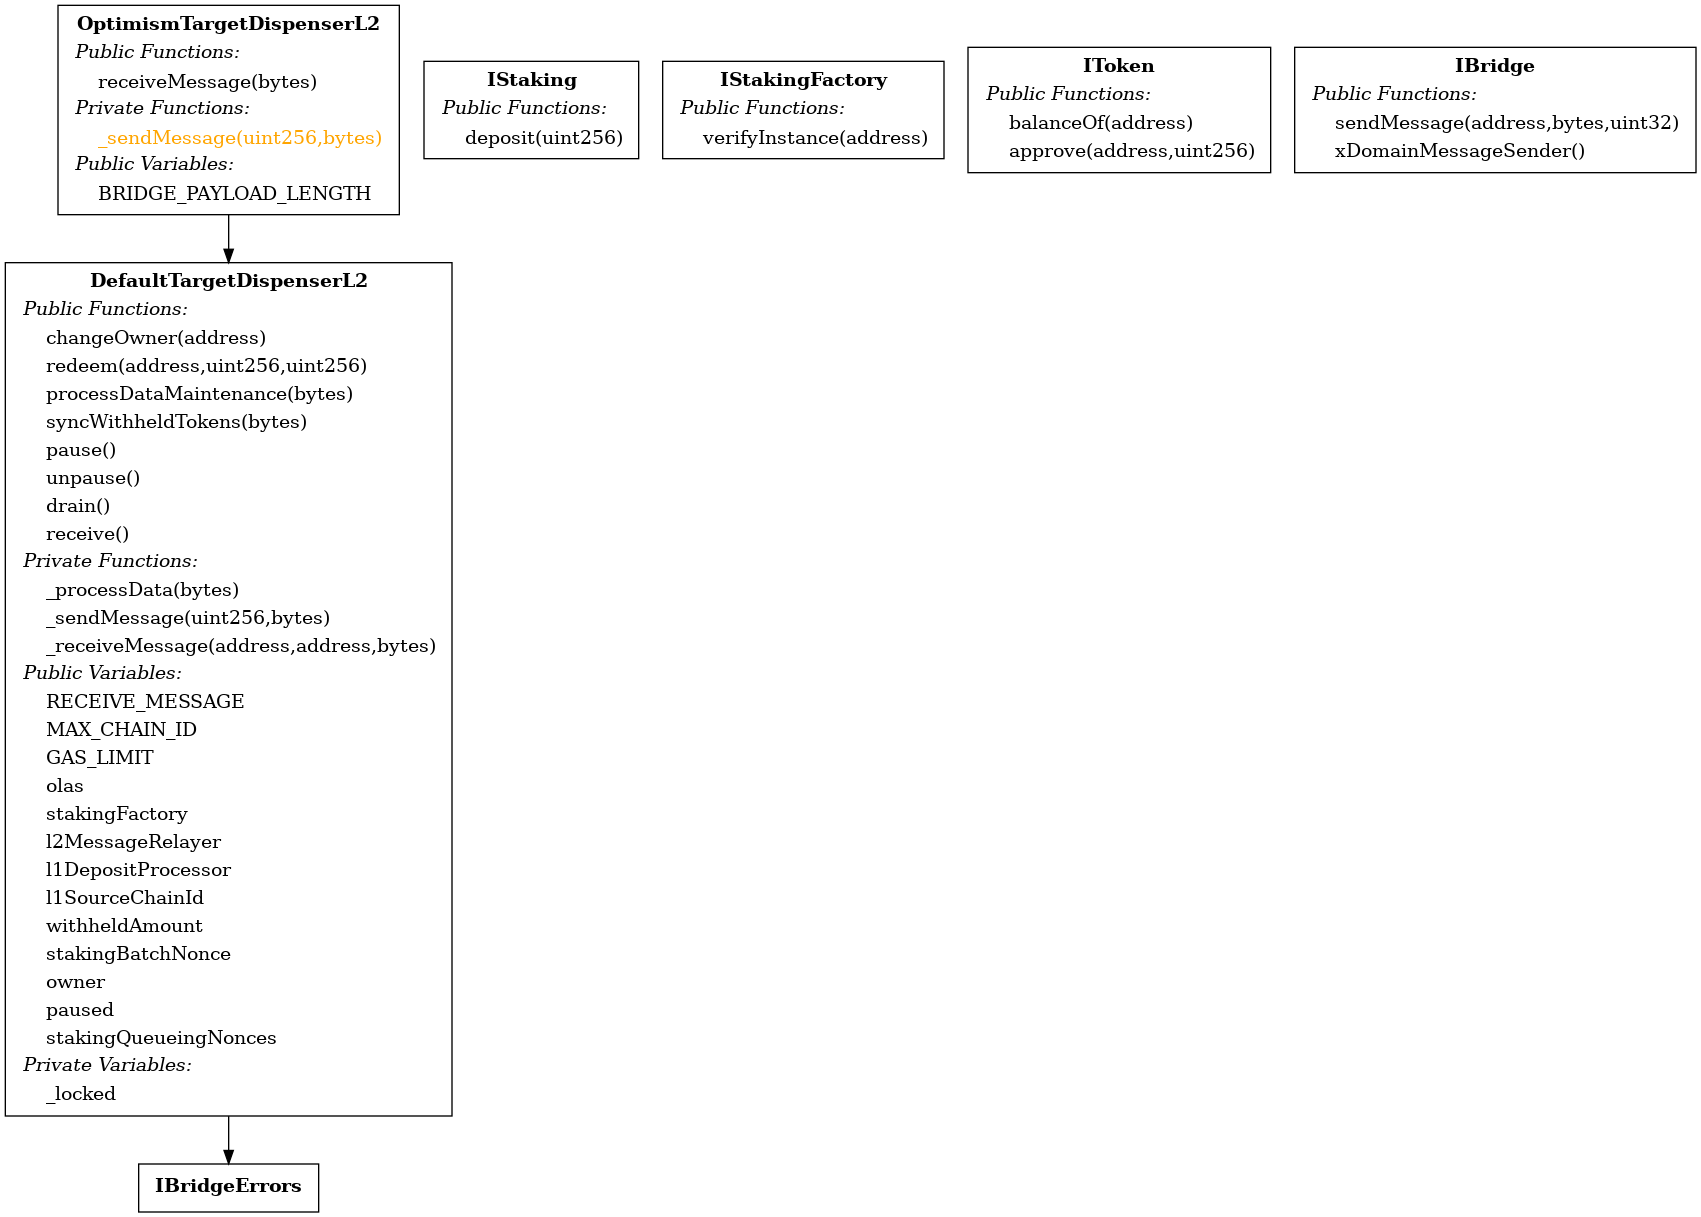 OptimismTargetDispenserL2
Public Functions:
receiveMessage(bytes)
Private Functions:
_sendMessage(uint256,bytes)
Public Variables:
BRIDGE_PAYLOAD_LENGTH
IStaking
Public Functions:
deposit(uint256)
IStakingFactory
Public Functions:
verifyInstance(address)
IToken
Public Functions:
balanceOf(address)
approve(address,uint256)
IBridge
Public Functions:
sendMessage(address,bytes,uint32)
xDomainMessageSender()
DefaultTargetDispenserL2
Public Functions:
changeOwner(address)
redeem(address,uint256,uint256)
processDataMaintenance(bytes)
syncWithheldTokens(bytes)
pause()
unpause()
drain()
receive()
Private Functions:
_processData(bytes)
_sendMessage(uint256,bytes)
_receiveMessage(address,address,bytes)
Public Variables:
RECEIVE_MESSAGE
MAX_CHAIN_ID
GAS_LIMIT
olas
stakingFactory
l2MessageRelayer
l1DepositProcessor
l1SourceChainId
withheldAmount
stakingBatchNonce
owner
paused
stakingQueueingNonces
Private Variables:
_locked
IBridgeErrors